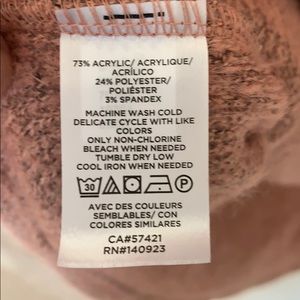 73% ACRYLIC/ ACRYLIQUE/
ACRÍLICO
24% POLYESTER/
POLIÉSTER
3% SPANDEX
MACHINE WASH COLD
DELICATE CYCLE WITH LIKE
COLORS
ONLY NON-CHLORINE
BLEACH WHEN NEEDED
TUMBLE DRY LOW
COOL IRON WHEN NEEDED
30 P
AVEC DES COULEURS
SEMBLABLES/ CON
COLORES SIMILARES
CA#57421
RN#140923